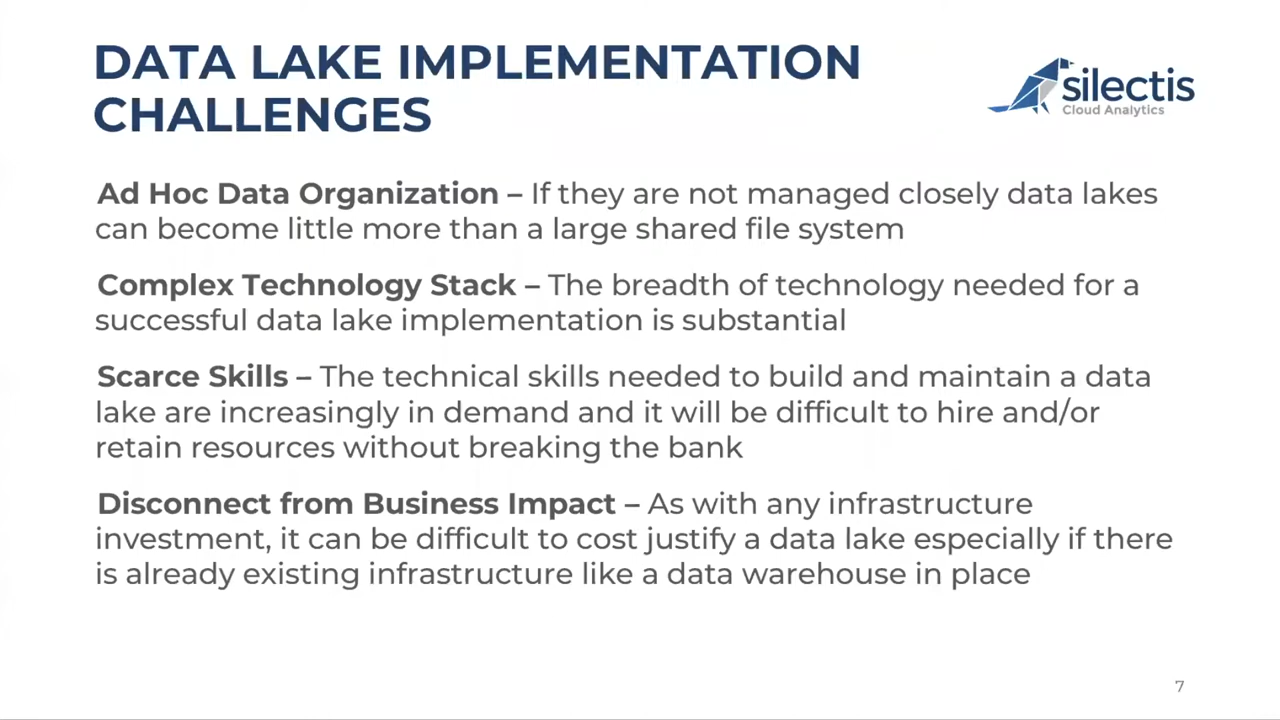 DATA LAKE IMPLEMENTATION
CHALLENGES
silectis
Cloud Analytics
Ad Hoc Data Organization – If they are not managed closely data lakes
can become little more than a large shared file system
Complex Technology Stack – The breadth of technology needed for a
successful data lake implementation is substantial
Scarce Skills – The technical skills needed to build and maintain a data
lake are increasingly in demand and it will be difficult to hire and/or
retain resources without breaking the bank
Disconnect from Business Impact – As with any infrastructure
investment, it can be difficult to cost justify a data lake especially if there
is already existing infrastructure like a data warehouse in place
7